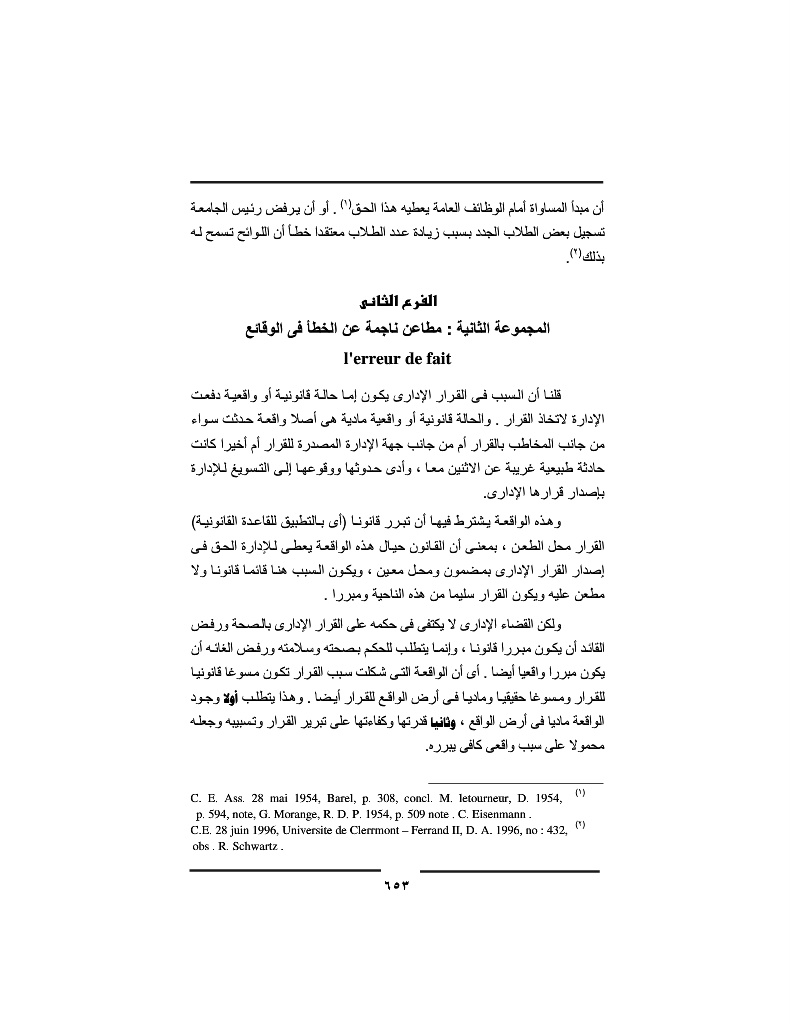 أن مبدأ المساواة أمام الوظائف العامة يعطيه هذا الحق(١) . أو أن يرفض رئيس الجامعة
تسجيل بعض الطلاب الجدد بسبب زيادة عدد الطلاب معتقدا خطأ أن اللوائح تسمح له
بذلك(٢).
الفرع الثانى
المجموعة الثانية : مطاعن ناجمة عن الخطأ فى الوقائع
l'erreur de fait
قلنا أن السبب فى القرار الإدارى يكون إما حالة قانونية أو واقعية دفعت
الإدارة لاتخاذ القرار . والحالة قانونية أو واقعية مادية هى أصلا واقعة حدثت سواء
من جانب المخاطب بالقرار أم من جانب جهة الإدارة المصدرة للقرار أم أخيرا كانت
حادثة طبيعية غريبة عن الاثنين معا ، وأدى حدوثها ووقوعها إلى التسويغ للإدارة
بإصدار قرارها الإدارى.
وهذه الواقعة يشترط فيها أن تبرر قانونا (أى بالتطبيق للقاعدة القانونية)
القرار محل الطعن ، بمعنى أن القانون حيال هذه الواقعة يعطى للإدارة الحق فى
إصدار القرار الإدارى بمضمون ومحل معين ، ويكون السبب هنا قائما قانونا ولا
مطعن عليه ويكون القرار سليما من هذه الناحية ومبررا .
ولكن القضاء الإدارى لا يكتفى فى حكمه على القرار الإدارى بالصحة ورفض
القائد أن يكون مبررا قانونا ، وإنما يتطلب للحكم بصحته وسلامته ورفض الغائه أن
يكون مبررا واقعيا أيضا . أى أن الواقعة التى شكلت سبب القرار تكون مسوغا قانونيا
للقرار ومسوغا حقيقيا وماديا فى أرض الواقع للقرار أيضا . وهذا يتطلب أولا وجود
الواقعة ماديا فى أرض الواقع ، وثانيا قدرتها وكفاءتها على تبرير القرار وتسبيبه وجعله
محمولا على سبب واقعى كافى يبرره.
(١) C. E. Ass. 28 mai 1954, Barel, p. 308, concl. M. letourneur, D. 1954,
p. 594, note, G. Morange, R. D. P. 1954, p. 509 note . C. Eisenmann .
(٢) C.E. 28 juin 1996, Universite de Clerrmont – Ferrand II, D. A. 1996, no : 432,
obs . R. Schwartz .
٦٥٣